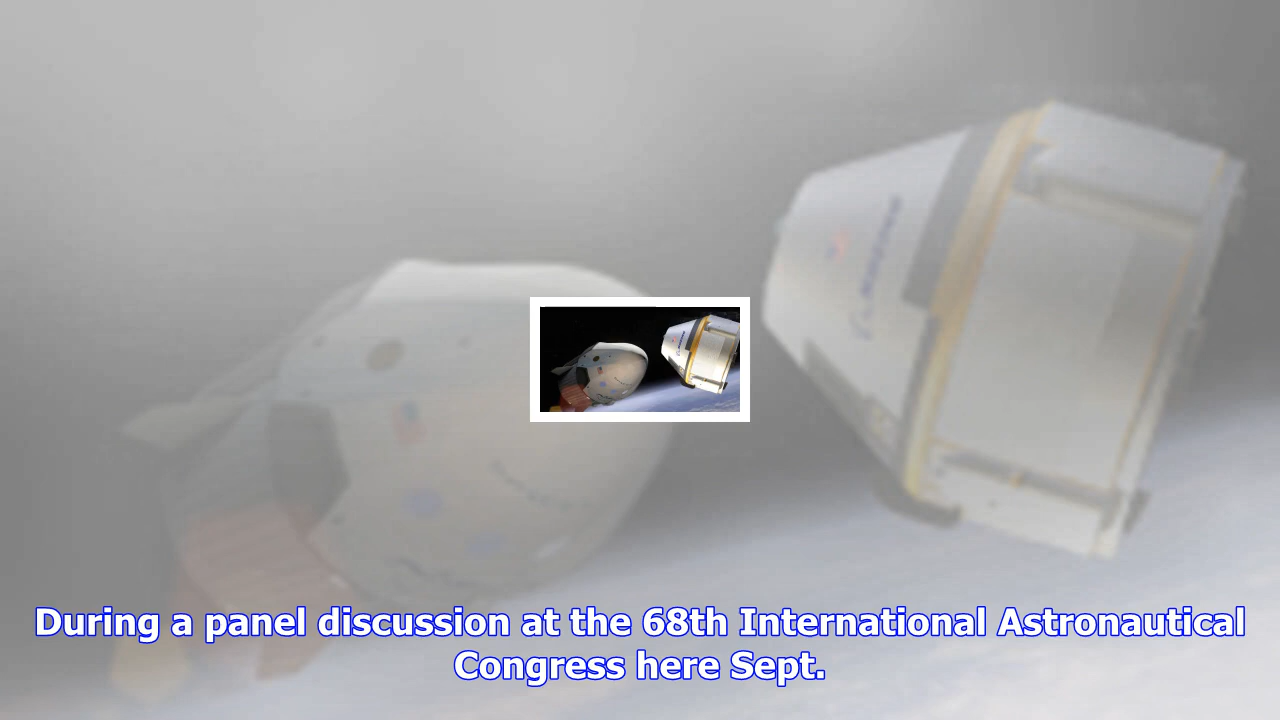 During a panel discussion at the 68th International Astronautical
Congress here Sept.